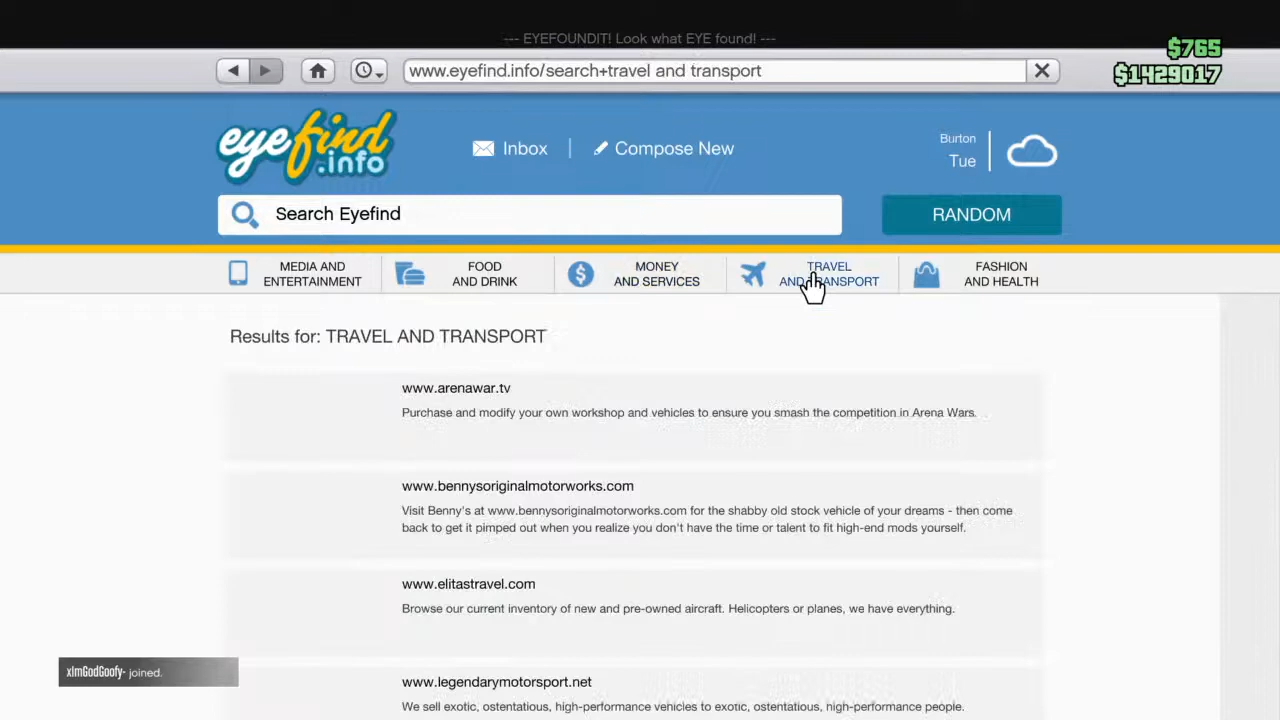 --- EYEFOUNDIT! Look what EYE found! ---
$765
www.eyefind.info/search+travel and transport
$1429017
eyefind.info
Inbox
Compose New
Burton
Tue
Search Eyefind
RANDOM
MEDIA AND
ENTERTAINMENT
FOOD
AND DRINK
MONEY
AND SERVICES
TRAVEL
AND TRANSPORT
FASHION
AND HEALTH
Results for: TRAVEL AND TRANSPORT
www.arenawar.tv
Purchase and modify your own workshop and vehicles to ensure you smash the competition in Arena Wars.
www.bennysoriginalmotorworks.com
Visit Benny's at www.bennysoriginalmotorworks.com for the shabby old stock vehicle of your dreams - then come
back to get it pimped out when you realize you don't have the time or talent to fit high-end mods yourself.
www.elitastravel.com
Browse our current inventory of new and pre-owned aircraft. Helicopters or planes, we have everything.
xImGodGoofy- joined.
www.legendarymotorsport.net
We sell exotic, ostentatious, high-performance vehicles to exotic, ostentatious, high-performance people.